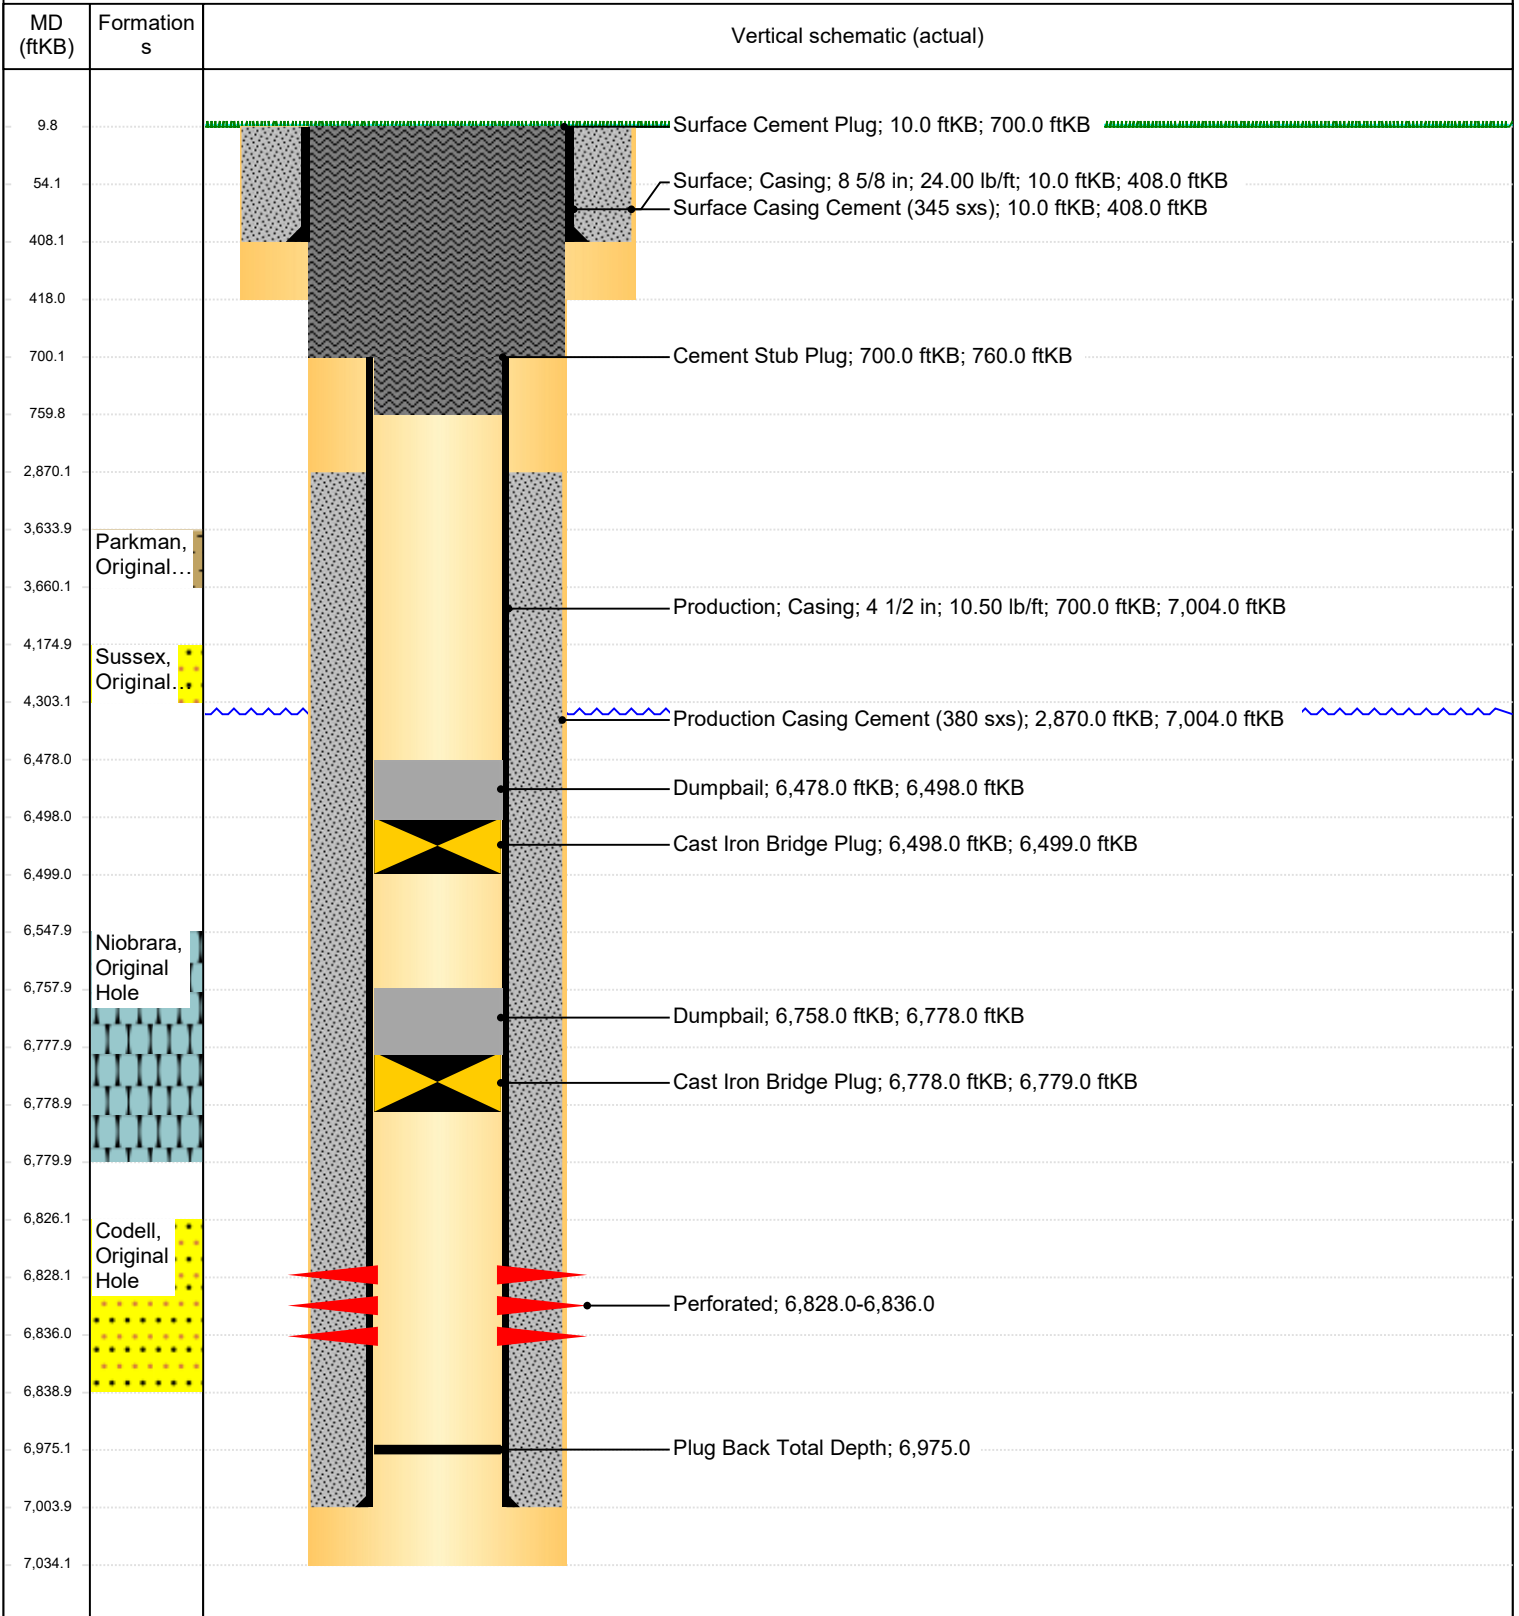 MD
(ftKB)
Formation
s
Vertical schematic (actual)
9.8
Surface Cement Plug; 10.0 ftKB; 700.0 ftKB
54.1
Surface; Casing; 8 5/8 in; 24.00 lb/ft; 10.0 ftKB; 408.0 ftKB
Surface Casing Cement (345 sxs); 10.0 ftKB; 408.0 ftKB
408.1
418.0
700.1
Cement Stub Plug; 700.0 ftKB; 760.0 ftKB
759.8
2,870.1
3,633.9
Parkman,
Original...
3,660.1
Production; Casing; 4 1/2 in; 10.50 lb/ft; 700.0 ftKB; 7,004.0 ftKB
4,174.9
Sussex,
Original...
4,303.1
Production Casing Cement (380 sxs); 2,870.0 ftKB; 7,004.0 ftKB
6,478.0
Dumpbail; 6,478.0 ftKB; 6,498.0 ftKB
6,498.0
Cast Iron Bridge Plug; 6,498.0 ftKB; 6,499.0 ftKB
6,499.0
6,547.9
Niobrara,
Original
Hole
6,757.9
Dumpbail; 6,758.0 ftKB; 6,778.0 ftKB
6,777.9
Cast Iron Bridge Plug; 6,778.0 ftKB; 6,779.0 ftKB
6,778.9
6,779.9
6,826.1
Codell,
Original
Hole
6,828.1
Perforated; 6,828.0-6,836.0
6,836.0
6,838.9
6,975.1
Plug Back Total Depth; 6,975.0
7,003.9
7,034.1